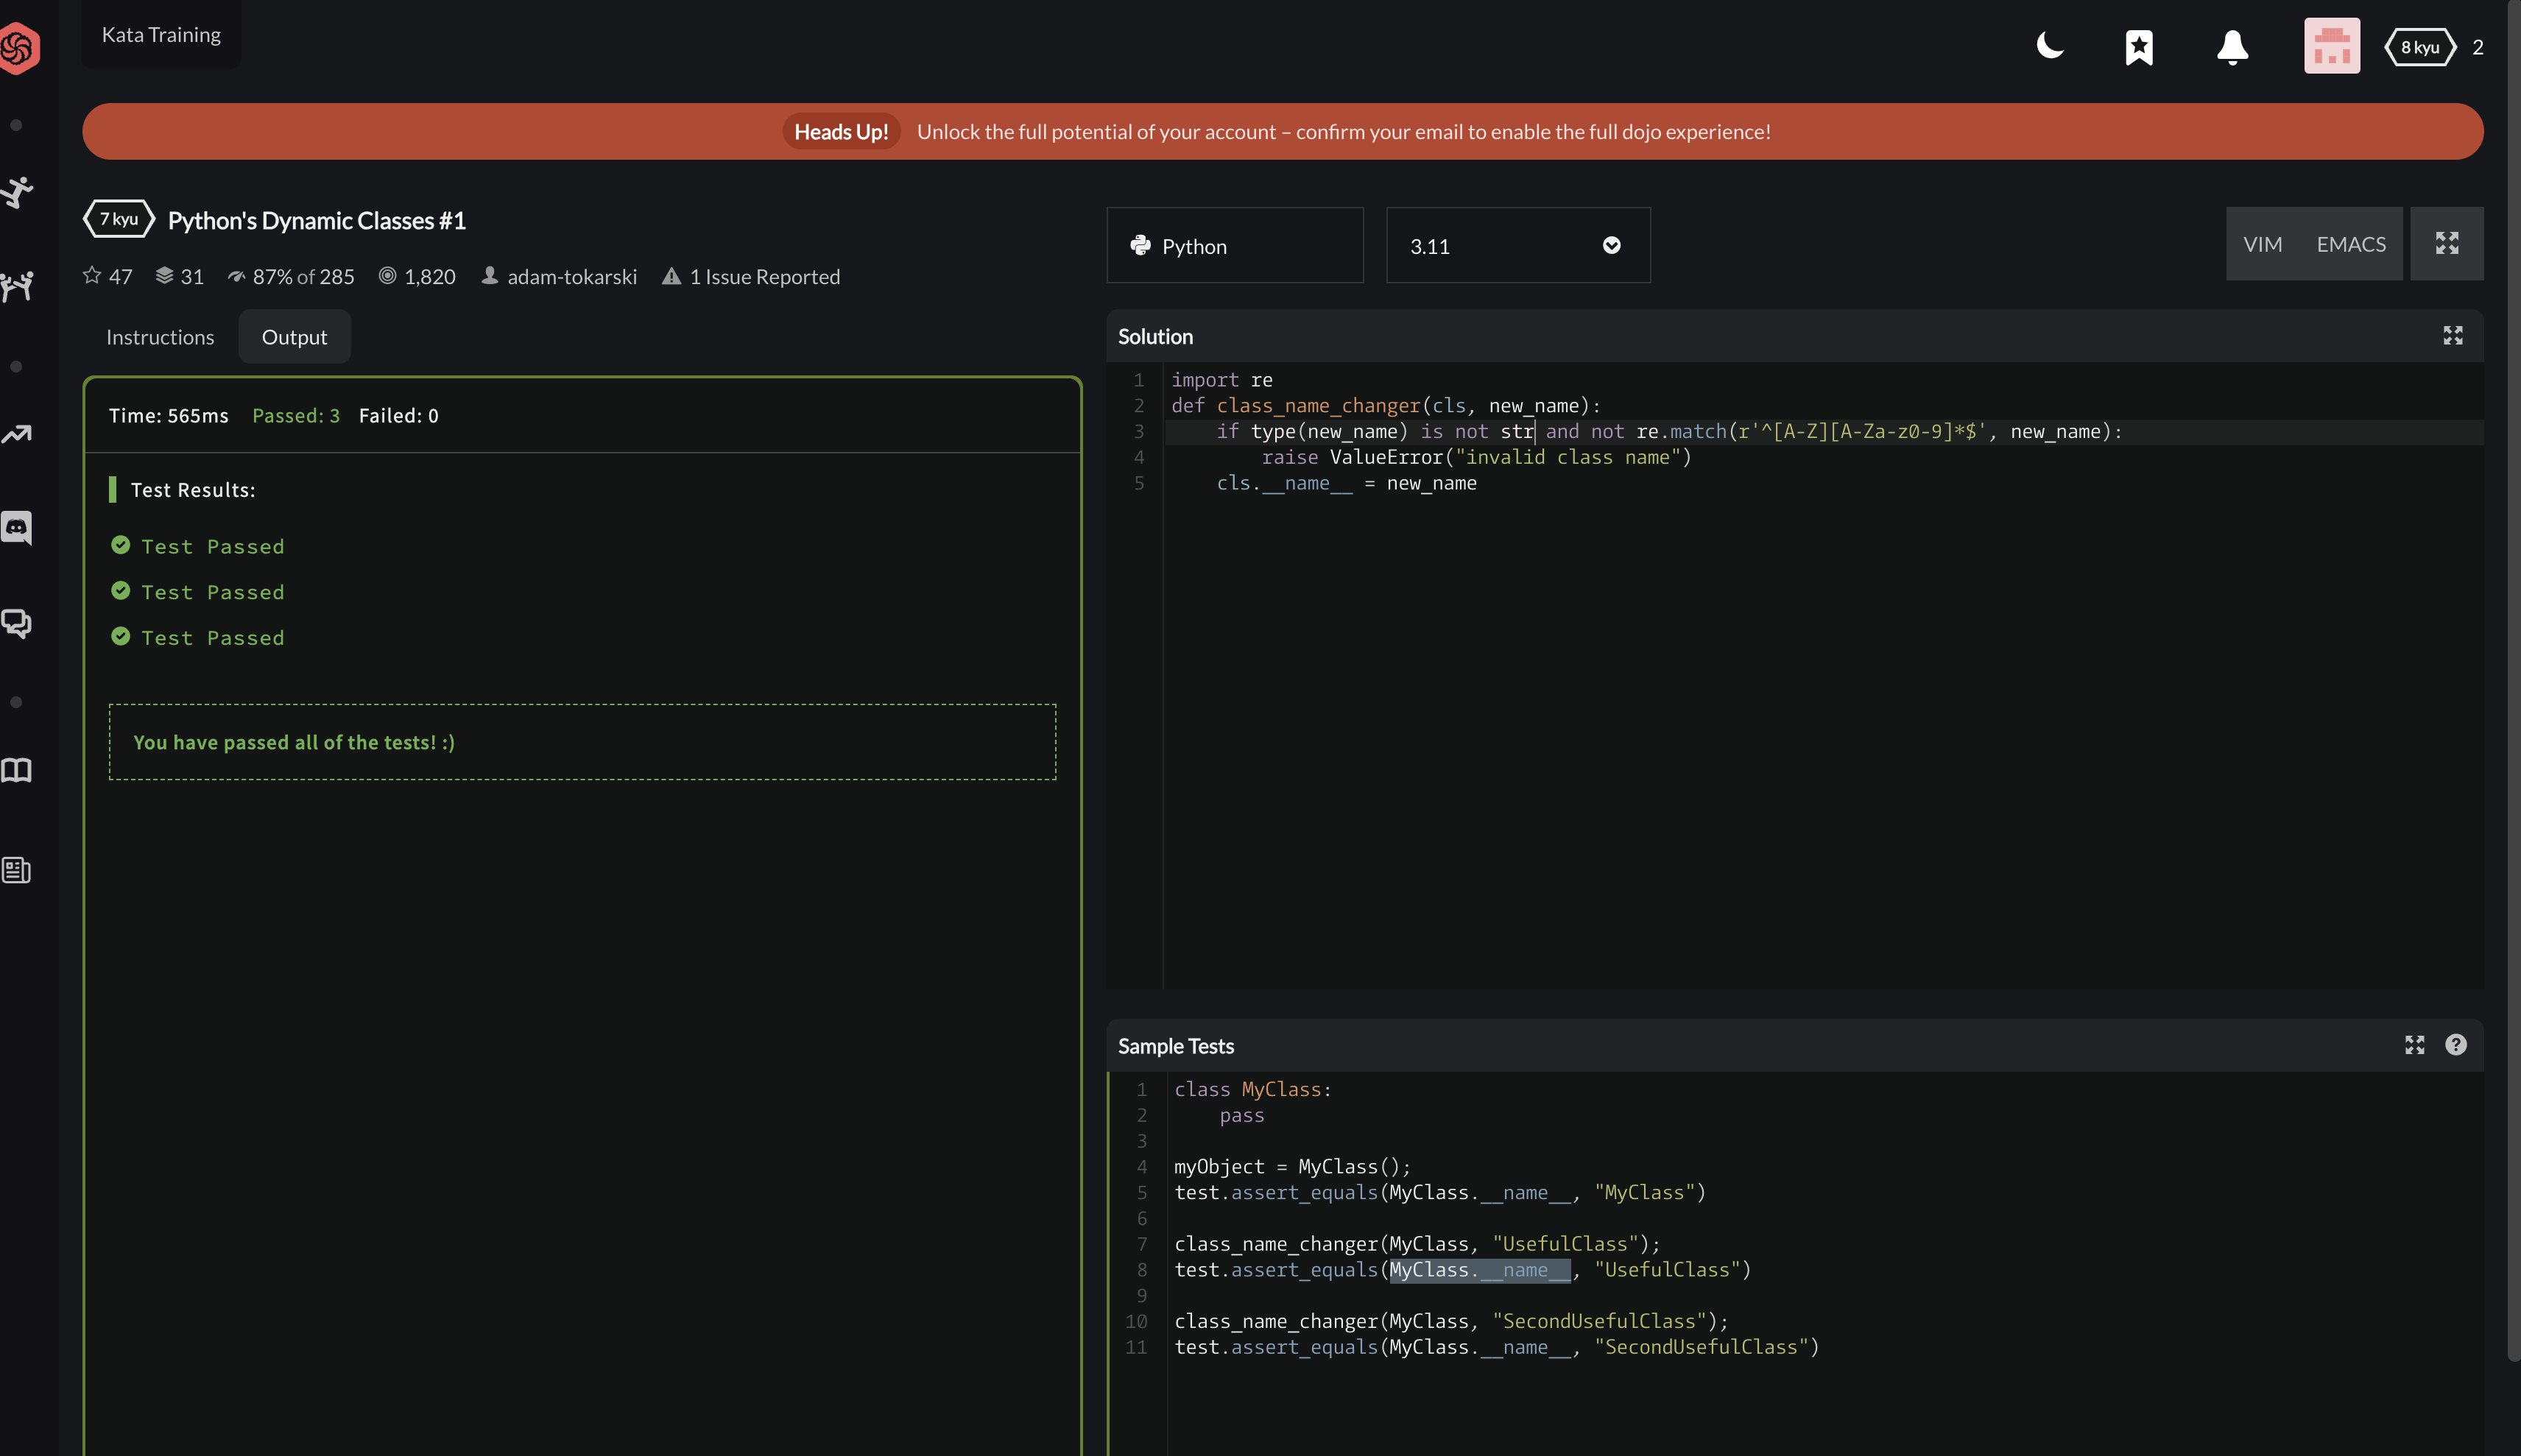 Kata Training
8 kyu 2
Heads Up! Unlock the full potential of your account – confirm your email to enable the full dojo experience!
7 kyu Python's Dynamic Classes #1
47 31 87% of 285 1,820 adam-tokarski 1 Issue Reported
Instructions Output
Time: 565ms Passed: 3 Failed: 0
Test Results:
Test Passed
Test Passed
Test Passed
You have passed all of the tests! :)
Python 3.11 VIM EMACS
Solution
1 import re
2 def class_name_changer(cls, new_name):
3     if type(new_name) is not str and not re.match(r'^[A-Z][A-Za-z0-9]*$', new_name):
4         raise ValueError("invalid class name")
5     cls.__name__ = new_name
Sample Tests
1 class MyClass:
2     pass
3
4 myObject = MyClass();
5 test.assert_equals(MyClass.__name__, "MyClass")
6
7 class_name_changer(MyClass, "UsefulClass");
8 test.assert_equals(MyClass.__name__, "UsefulClass")
9
10 class_name_changer(MyClass, "SecondUsefulClass");
11 test.assert_equals(MyClass.__name__, "SecondUsefulClass")